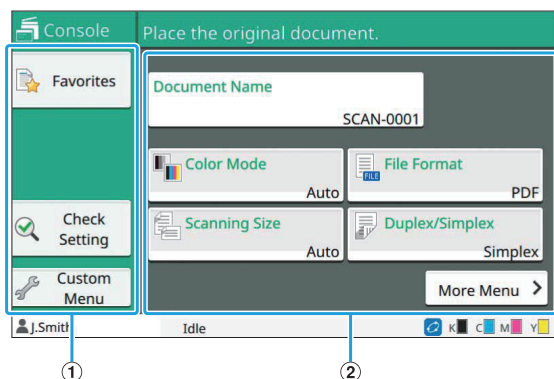 Console
Place the original document.
Favorites
Document Name
SCAN-0001
Color Mode
Auto
File Format
FILE
PDF
Check
Setting
Scanning Size
Auto
Duplex/Simplex
Simplex
Custom
Menu
More Menu >
J.Smith
Idle
K C M Y
① ②